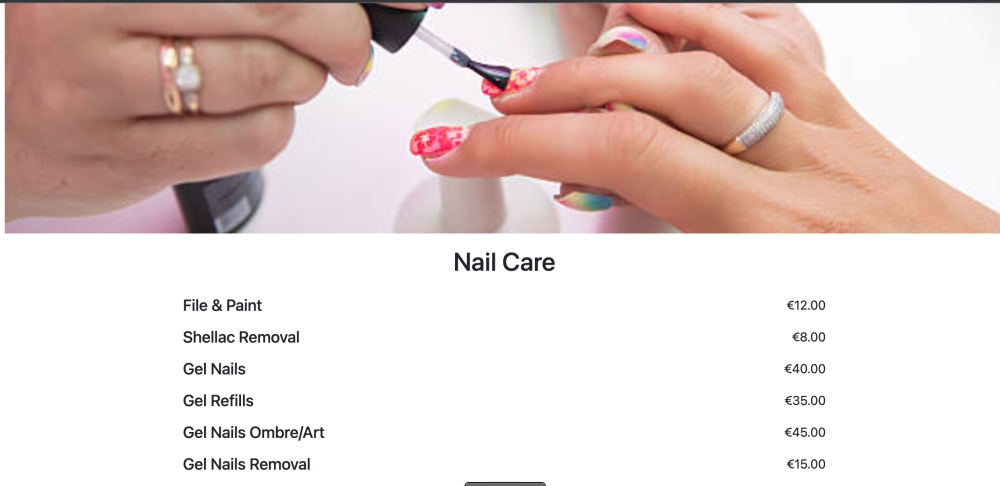 Nail Care
File & Paint €12.00
Shellac Removal €8.00
Gel Nails €40.00
Gel Refills €35.00
Gel Nails Ombre/Art €45.00
Gel Nails Removal €15.00